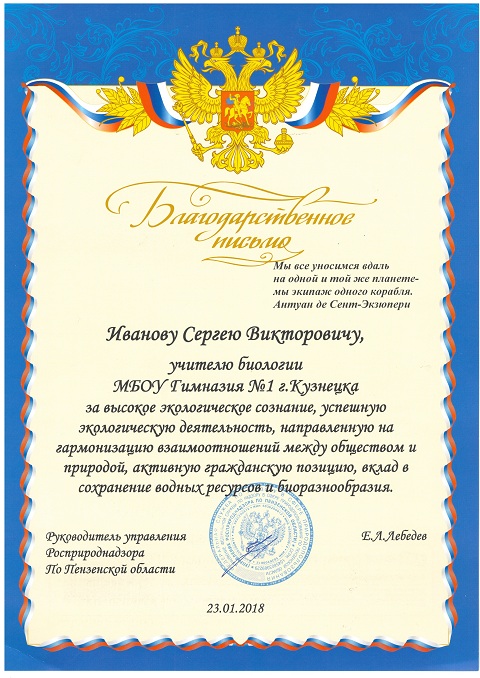 Благодарственное
письмо
Мы все уносимся вдаль
на одной и той же планете-
мы экипаж одного корабля.
Антуан де Сент-Экзюпери
Иванову Сергею Викторовичу,
учителю биологии
МБОУ Гимназия №1 г.Кузнецка
за высокое экологическое сознание, успешную
экологическую деятельность, направленную на
гармонизацию взаимоотношений между обществом и
природой, активную гражданскую позицию, вклад в
сохранение водных ресурсов и биоразнообразия.
Руководитель управления
Росприроднадзора
По Пензенской области
Е.Л.Лебедев
23.01.2018